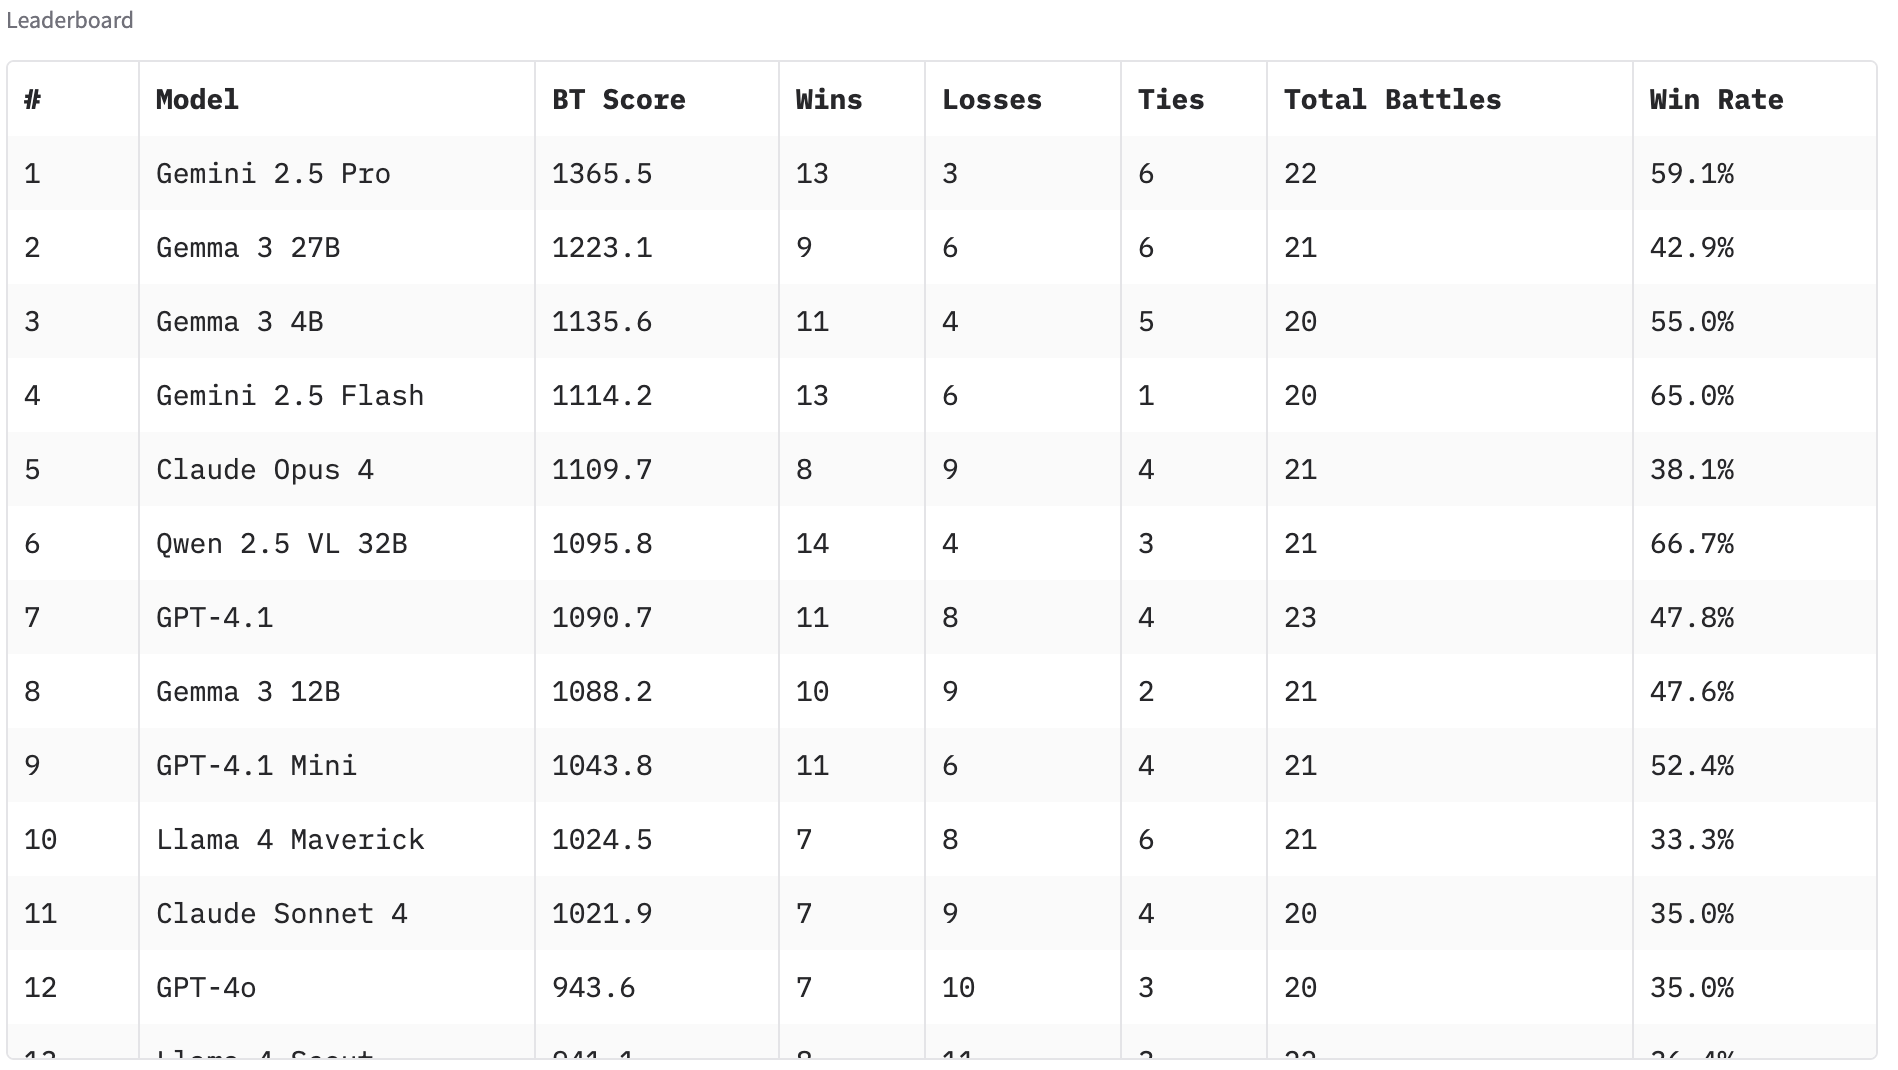 Leaderboard
# Model BT Score Wins Losses Ties Total Battles Win Rate
1 Gemini 2.5 Pro 1365.5 13 3 6 22 59.1%
2 Gemma 3 27B 1223.1 9 6 6 21 42.9%
3 Gemma 3 4B 1135.6 11 4 5 20 55.0%
4 Gemini 2.5 Flash 1114.2 13 6 1 20 65.0%
5 Claude Opus 4 1109.7 8 9 4 21 38.1%
6 Qwen 2.5 VL 32B 1095.8 14 4 3 21 66.7%
7 GPT-4.1 1090.7 11 8 4 23 47.8%
8 Gemma 3 12B 1088.2 10 9 2 21 47.6%
9 GPT-4.1 Mini 1043.8 11 6 4 21 52.4%
10 Llama 4 Maverick 1024.5 7 8 6 21 33.3%
11 Claude Sonnet 4 1021.9 7 9 4 20 35.0%
12 GPT-4o 943.6 7 10 3 20 35.0%
Llama 4 Scout